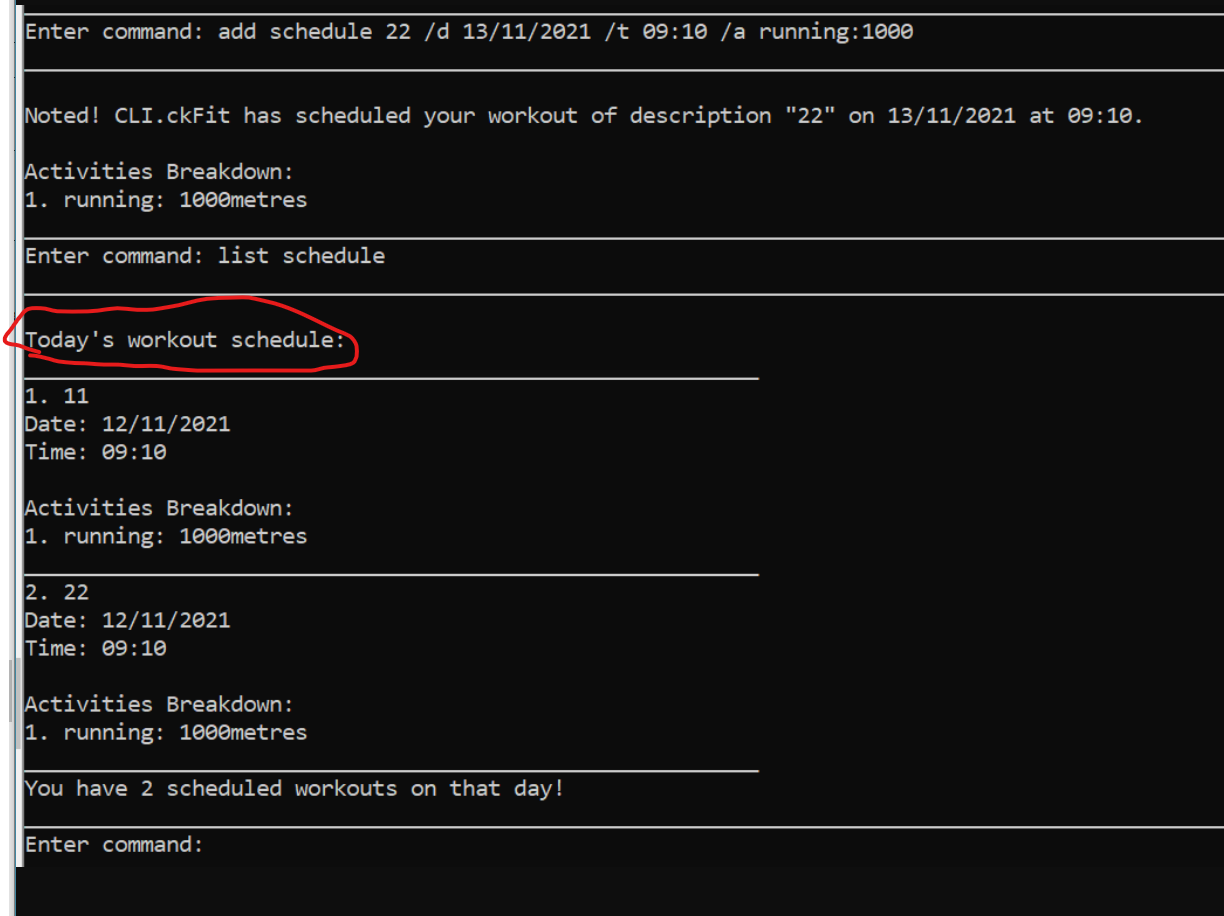 Enter command: add schedule 22 /d 13/11/2021 /t 09:10 /a running:1000
Noted! CLI.ckFit has scheduled your workout of description "22" on 13/11/2021 at 09:10.
Activities Breakdown:
1. running: 1000metres
Enter command: list schedule
Today's workout schedule:
1. 11
Date: 12/11/2021
Time: 09:10
Activities Breakdown:
1. running: 1000metres
2. 22
Date: 12/11/2021
Time: 09:10
Activities Breakdown:
1. running: 1000metres
You have 2 scheduled workouts on that day!
Enter command: